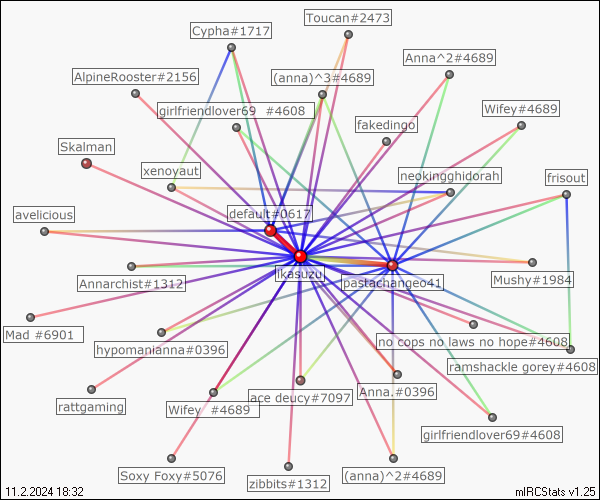 Toucan#2473
Cypha#1717
Anna^2#4689
AlpineRooster#2156
(anna)^3#4689
girlfriendlover69 #4608
Wifey#4689
fakedingo
Skalman
xenoyaut
neokingghidorah
frisout
avelicious
default#0617
ikasuzu
pastachangeo41
Mushy#1984
Annarchist#1312
Mad #6901
hypomanianna#0396
no cops no laws no hope#4608
ramshackle gorey#4608
rattgaming
Wifey #4689
ace deucy#7097
Anna.#0396
girlfriendlover69#4608
Soxy Foxy#5076
zibbits#1312
(anna)^2#4689
11.2.2024 18:32
mIRCStats v1.25